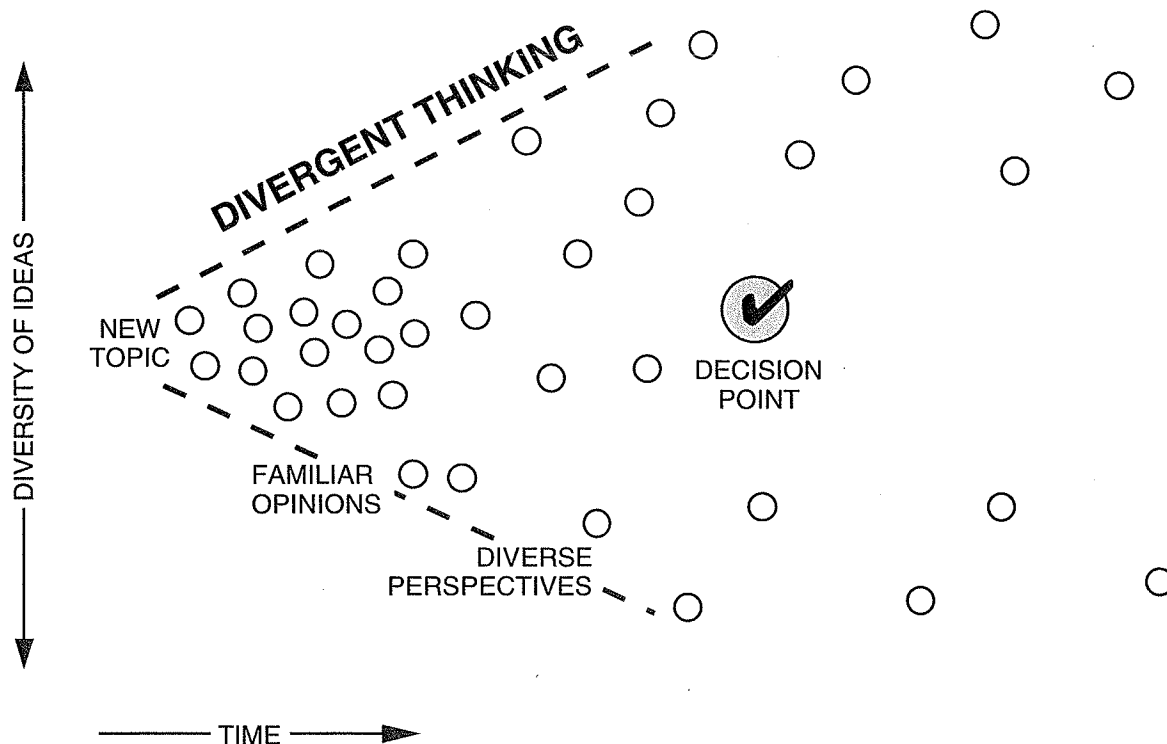 DIVERGENT THINKING
DIVERSITY OF IDEAS
NEW
TOPIC
DECISION
POINT
FAMILIAR
OPINIONS
DIVERSE
PERSPECTIVES
TIME